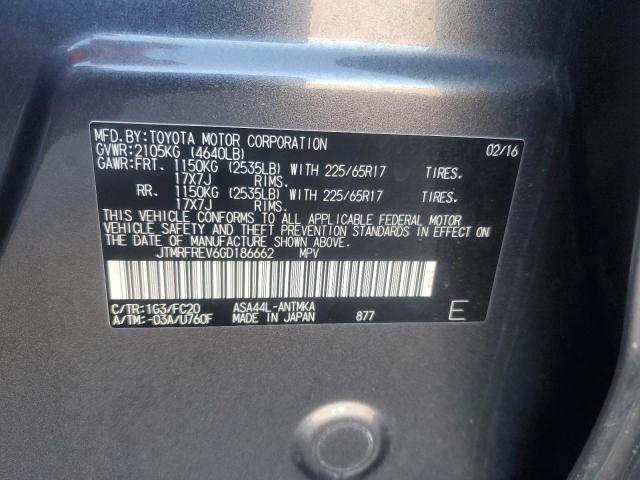 MFD.BY:TOYOTA MOTOR CORPORATION 02/16
GVWR:2105KG (4640LB)
GAWR:FRT. 1150KG (2535LB) WITH 225/65R17 TIRES.
17X7J RIMS.
RR. 1150KG (2535LB) WITH 225/65R17 TIRES.
17X7J RIMS.
THIS VEHICLE CONFORMS TO ALL APPLICABLE FEDERAL MOTOR
VEHICLE SAFETY AND THEFT PREVENTION STANDARDS IN EFFECT ON
THE DATE OF MANUFACTURE SHOWN ABOVE.
JTMRFREV6GD186662 MPV
C/TR:1G3/FC20 ASA44L-ANTMKA
A/TM:-03A/U760F MADE IN JAPAN 877 E